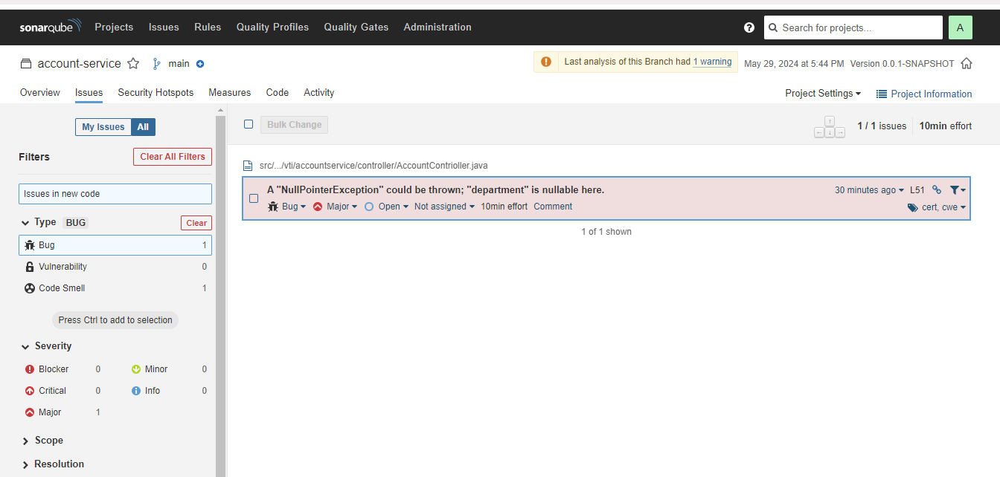 sonarqube Projects Issues Rules Quality Profiles Quality Gates Administration ? Search for projects... A
account-service main Last analysis of this Branch had 1 warning May 29, 2024 at 5:44 PM Version 0.0.1-SNAPSHOT
Overview Issues Security Hotspots Measures Code Activity Project Settings Project Information
My Issues All
Bulk Change
1 / 1 issues 10min effort
Filters Clear All Filters
Issues in new code
Type BUG Clear
Bug 1
Vulnerability 0
Code Smell 1
Press Ctrl to add to selection
Severity
Blocker 0 Minor 0
Critical 0 Info 0
Major 1
Scope
Resolution
src/.../vti/accountservice/controller/AccountContrioller.java
A "NullPointerException" could be thrown; "department" is nullable here. 30 minutes ago L51
Bug Major Open Not assigned 10min effort Comment cert, cwe
1 of 1 shown